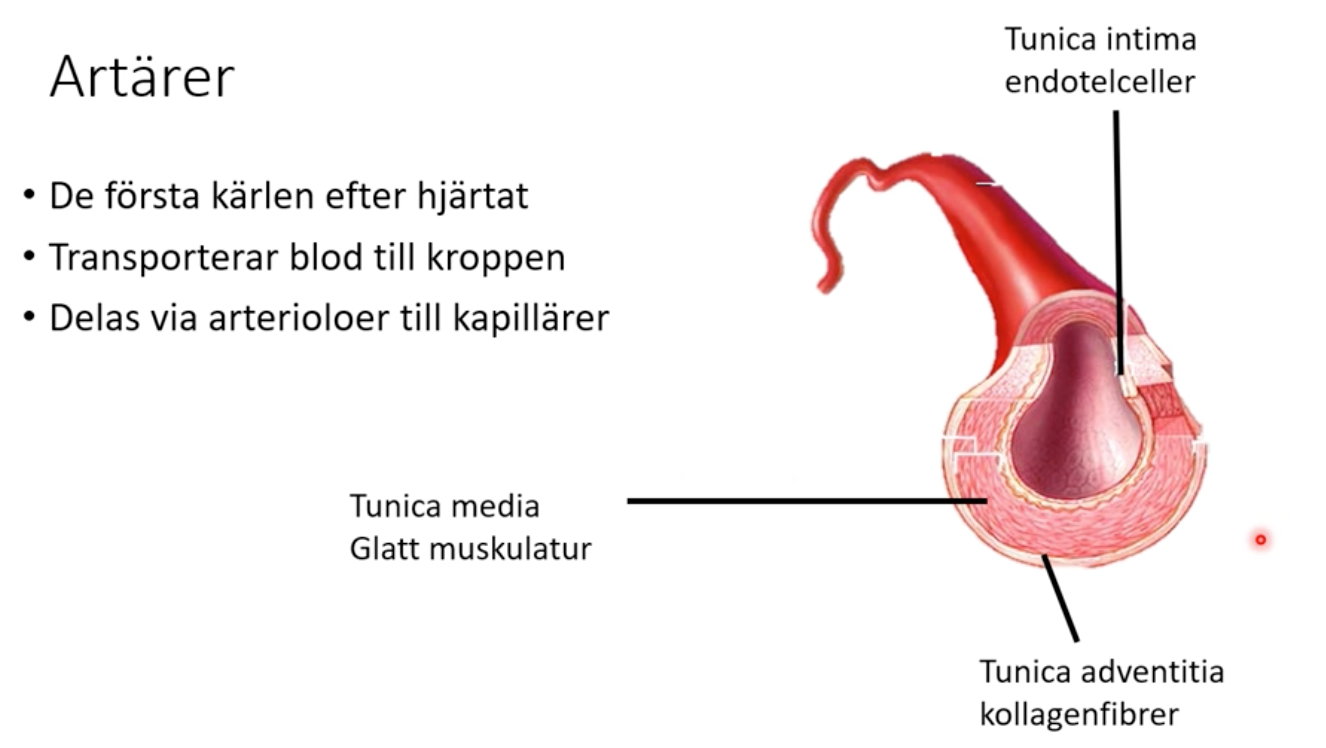 Artärer
• De första kärlen efter hjärtat
• Transporterar blod till kroppen
• Delas via arterioloer till kapillärer
Tunica intima
endotelceller
Tunica media
Glatt muskulatur
Tunica adventitia
kollagenfibrer